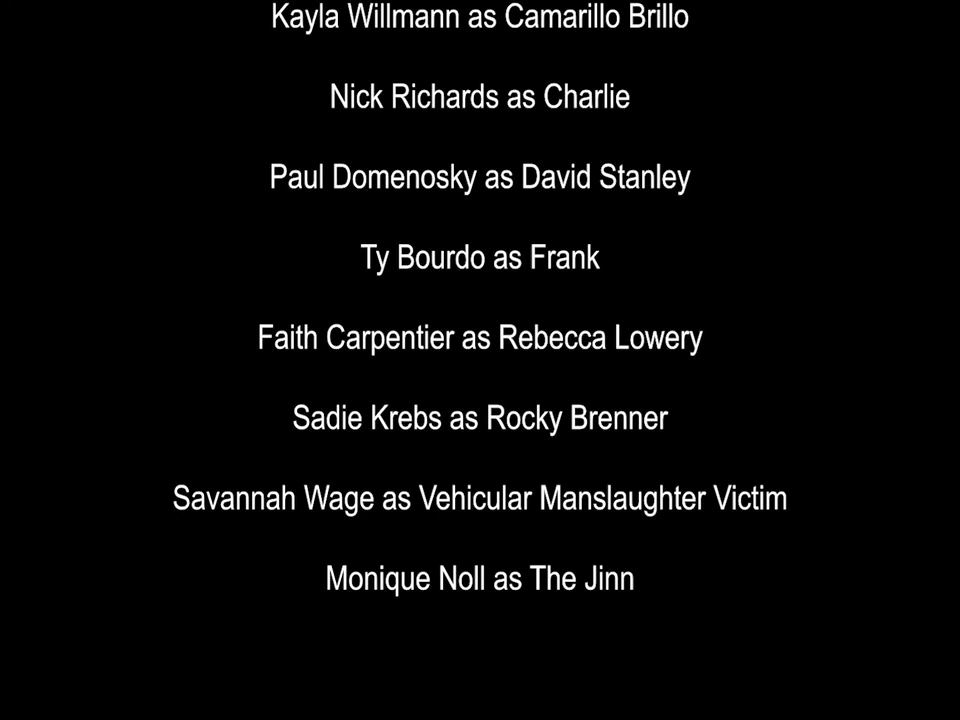 Kayla Willmann as Camarillo Brillo
Nick Richards as Charlie
Paul Domenosky as David Stanley
Ty Bourdo as Frank
Faith Carpentier as Rebecca Lowery
Sadie Krebs as Rocky Brenner
Savannah Wage as Vehicular Manslaughter Victim
Monique Noll as The Jinn